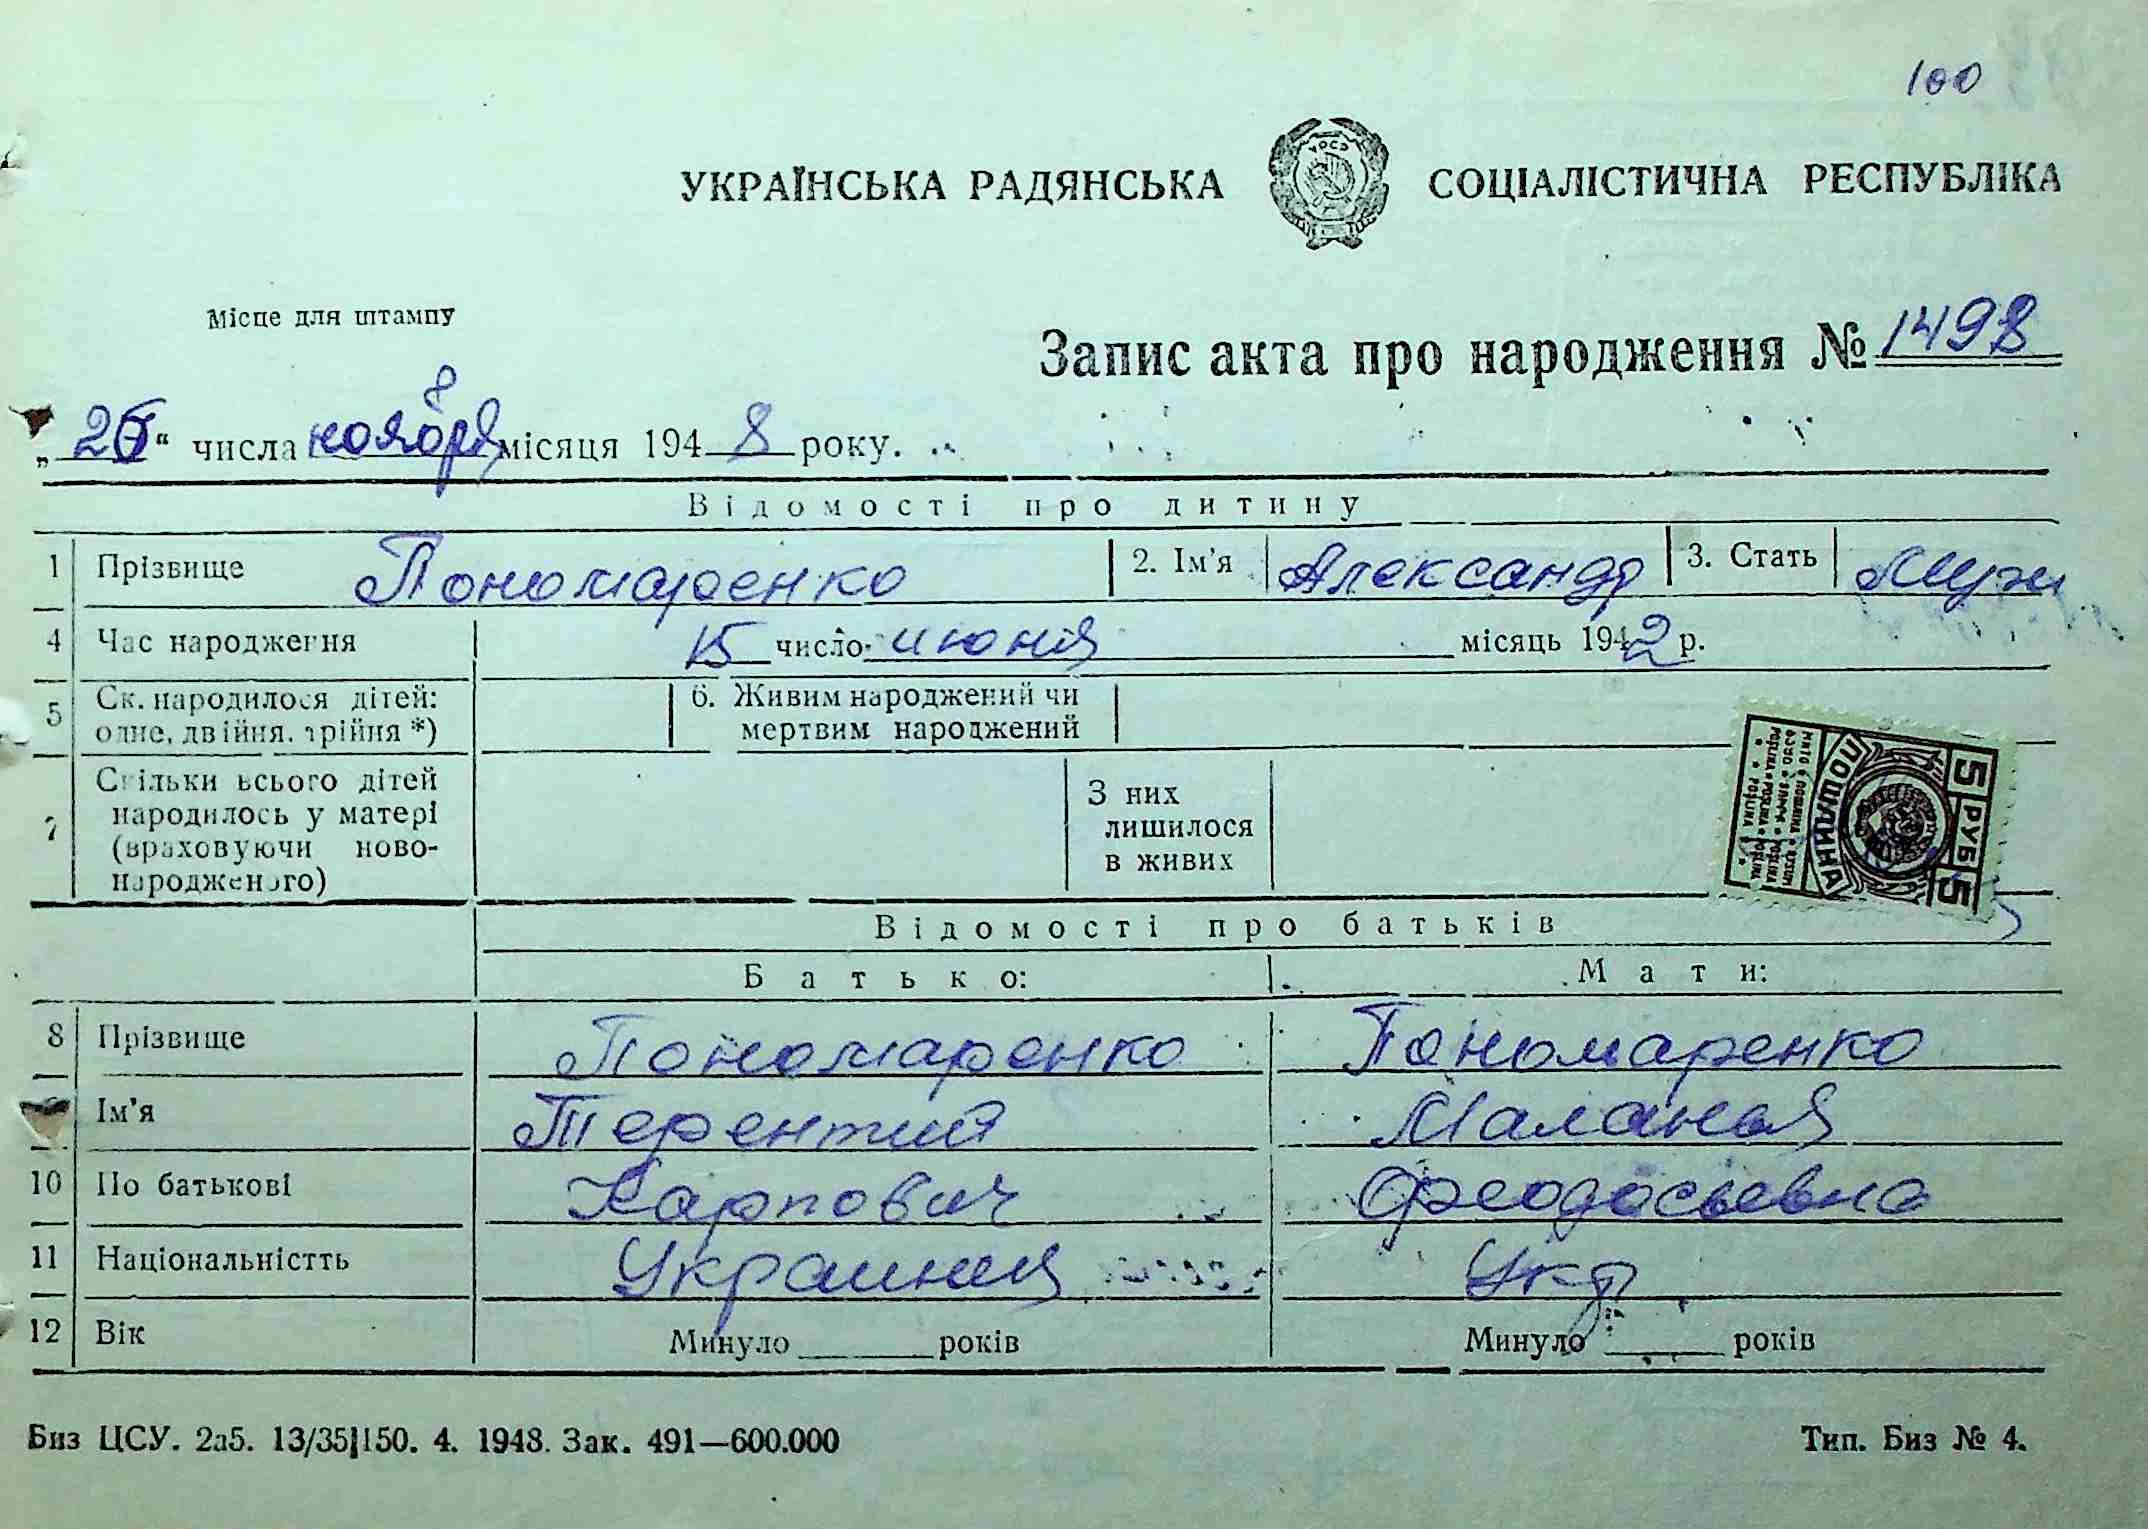 100
УКРАЇНСЬКА РАДЯНСЬКА СОЦІАЛІСТИЧНА РЕСПУБЛІКА
Місце для штампу
Запис акта про народження № 1498
„ 26 “ числа ноября місяця 1948 року.
Відомості про дитину
1 Прізвище Пономаренко 2. Ім'я Александр 3. Стать Муж
4 Час народження 15 число июня місяць 1942 р.
5 Ск. народилося дітей: одне, двійня, трійня *) 6. Живим народжений чи мертвим народжений
7 Скільки всього дітей народилось у матері (враховуючи новонародженого) З них лишилося в живих
5 РУБ 5
ПОШЛИНА
Відомості про батьків
Батько: Мати:
8 Прізвище Пономаренко Пономаренко
Ім'я Терентий Маланья
10 По батькові Карпович Феодосьевна
11 Національністть Украиния Укр
12 Вік Минуло ____ років Минуло ____ років
Биз ЦСУ. 2а5. 13/35|150. 4. 1948. Зак. 491—600.000 Тип. Биз № 4.